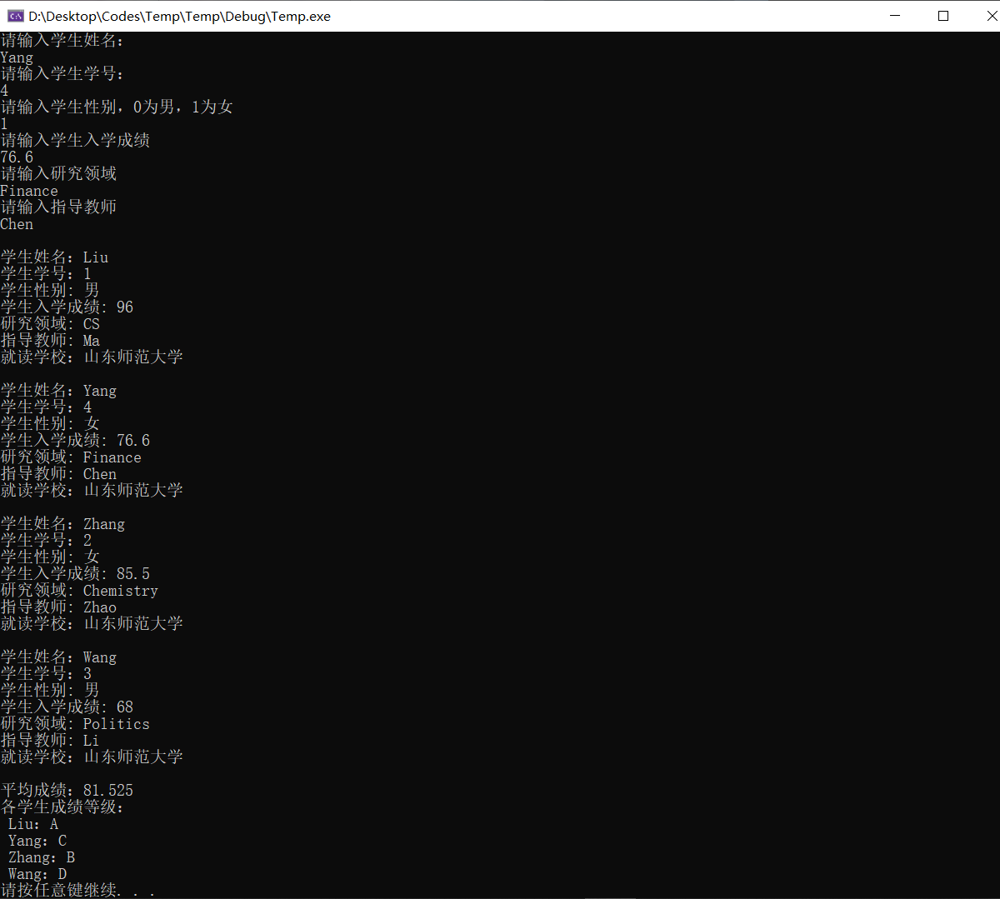 D:\Desktop\Codes\Temp\Temp\Debug\Temp.exe
请输入学生姓名：
Yang
请输入学生学号：
4
请输入学生性别，0为男，1为女
1
请输入学生入学成绩
76.6
请输入研究领域
Finance
请输入指导教师
Chen
学生姓名：Liu
学生学号：1
学生性别: 男
学生入学成绩: 96
研究领域: CS
指导教师: Ma
就读学校：山东师范大学
学生姓名：Yang
学生学号：4
学生性别: 女
学生入学成绩: 76.6
研究领域: Finance
指导教师: Chen
就读学校：山东师范大学
学生姓名：Zhang
学生学号：2
学生性别: 女
学生入学成绩: 85.5
研究领域: Chemistry
指导教师: Zhao
就读学校：山东师范大学
学生姓名：Wang
学生学号：3
学生性别: 男
学生入学成绩: 68
研究领域: Politics
指导教师: Li
就读学校：山东师范大学
平均成绩：81.525
各学生成绩等级：
Liu：A
Yang：C
Zhang：B
Wang：D
请按任意键继续. . .